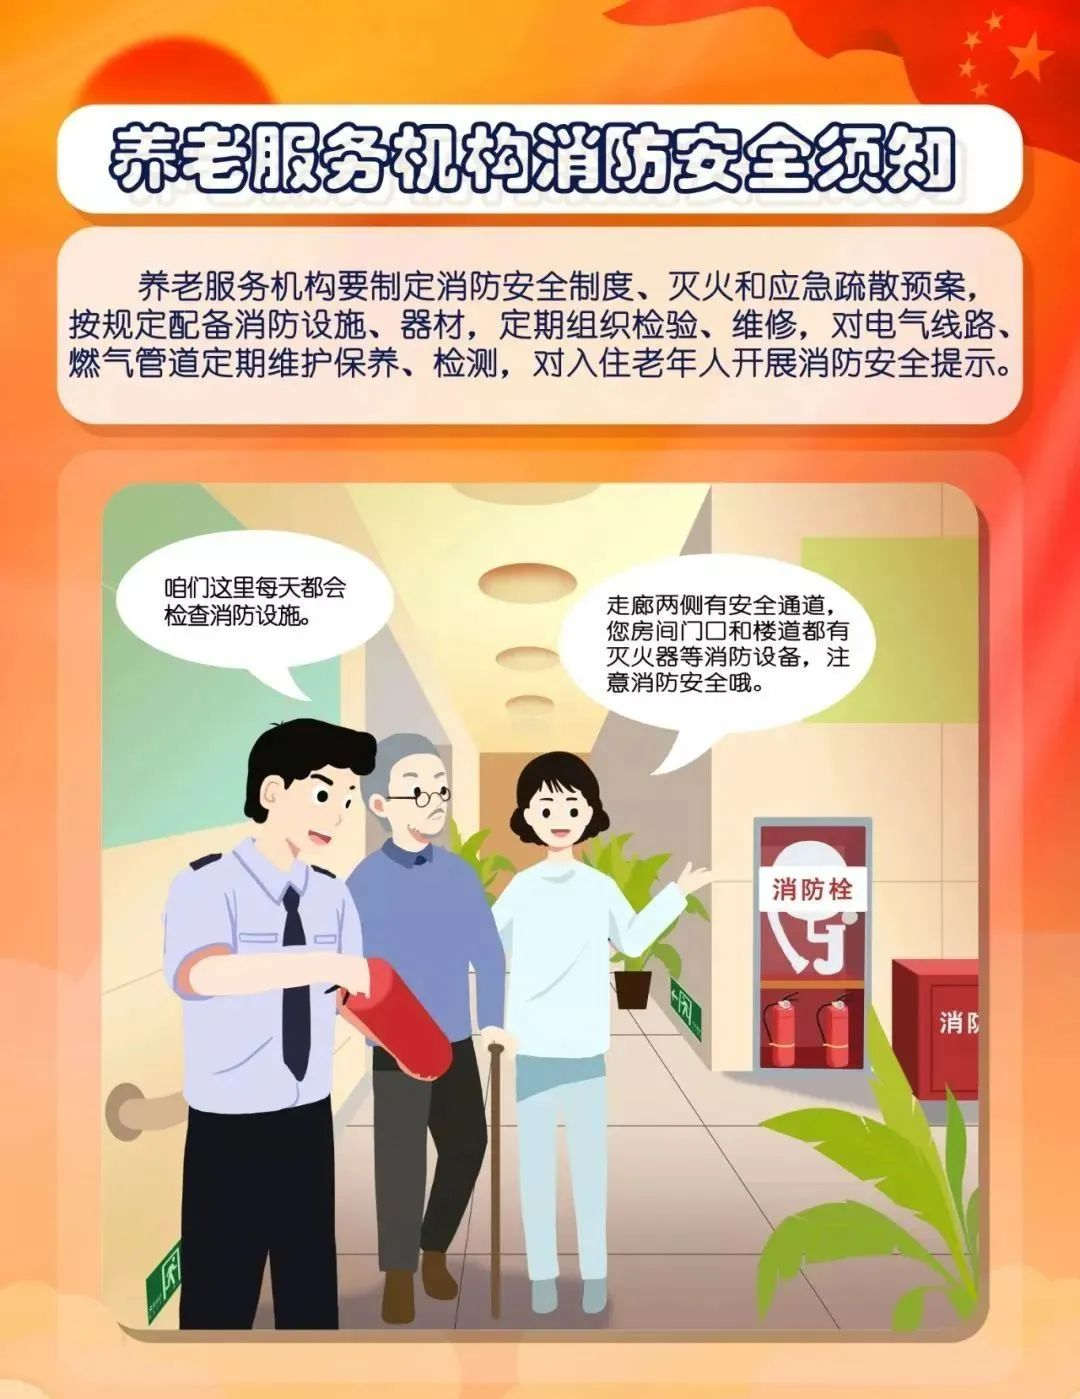 养老服务机构消防安全须知
养老服务机构要制定消防安全制度、灭火和应急疏散预案，
按规定配备消防设施、器材，定期组织检验、维修，对电气线路、
燃气管道定期维护保养、检测，对入住老年人开展消防安全提示。
咱们这里每天都会
检查消防设施。
走廊两侧有安全通道，
您房间门口和楼道都有
灭火器等消防设备，注
意消防安全哦。
消防栓
消防